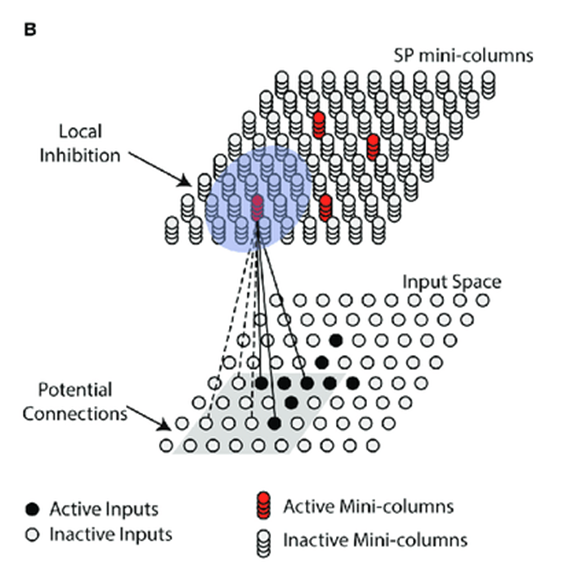 B
SP mini-columns
Local
Inhibition
Input Space
Potential
Connections
Active Inputs
Inactive Inputs
Active Mini-columns
Inactive Mini-columns